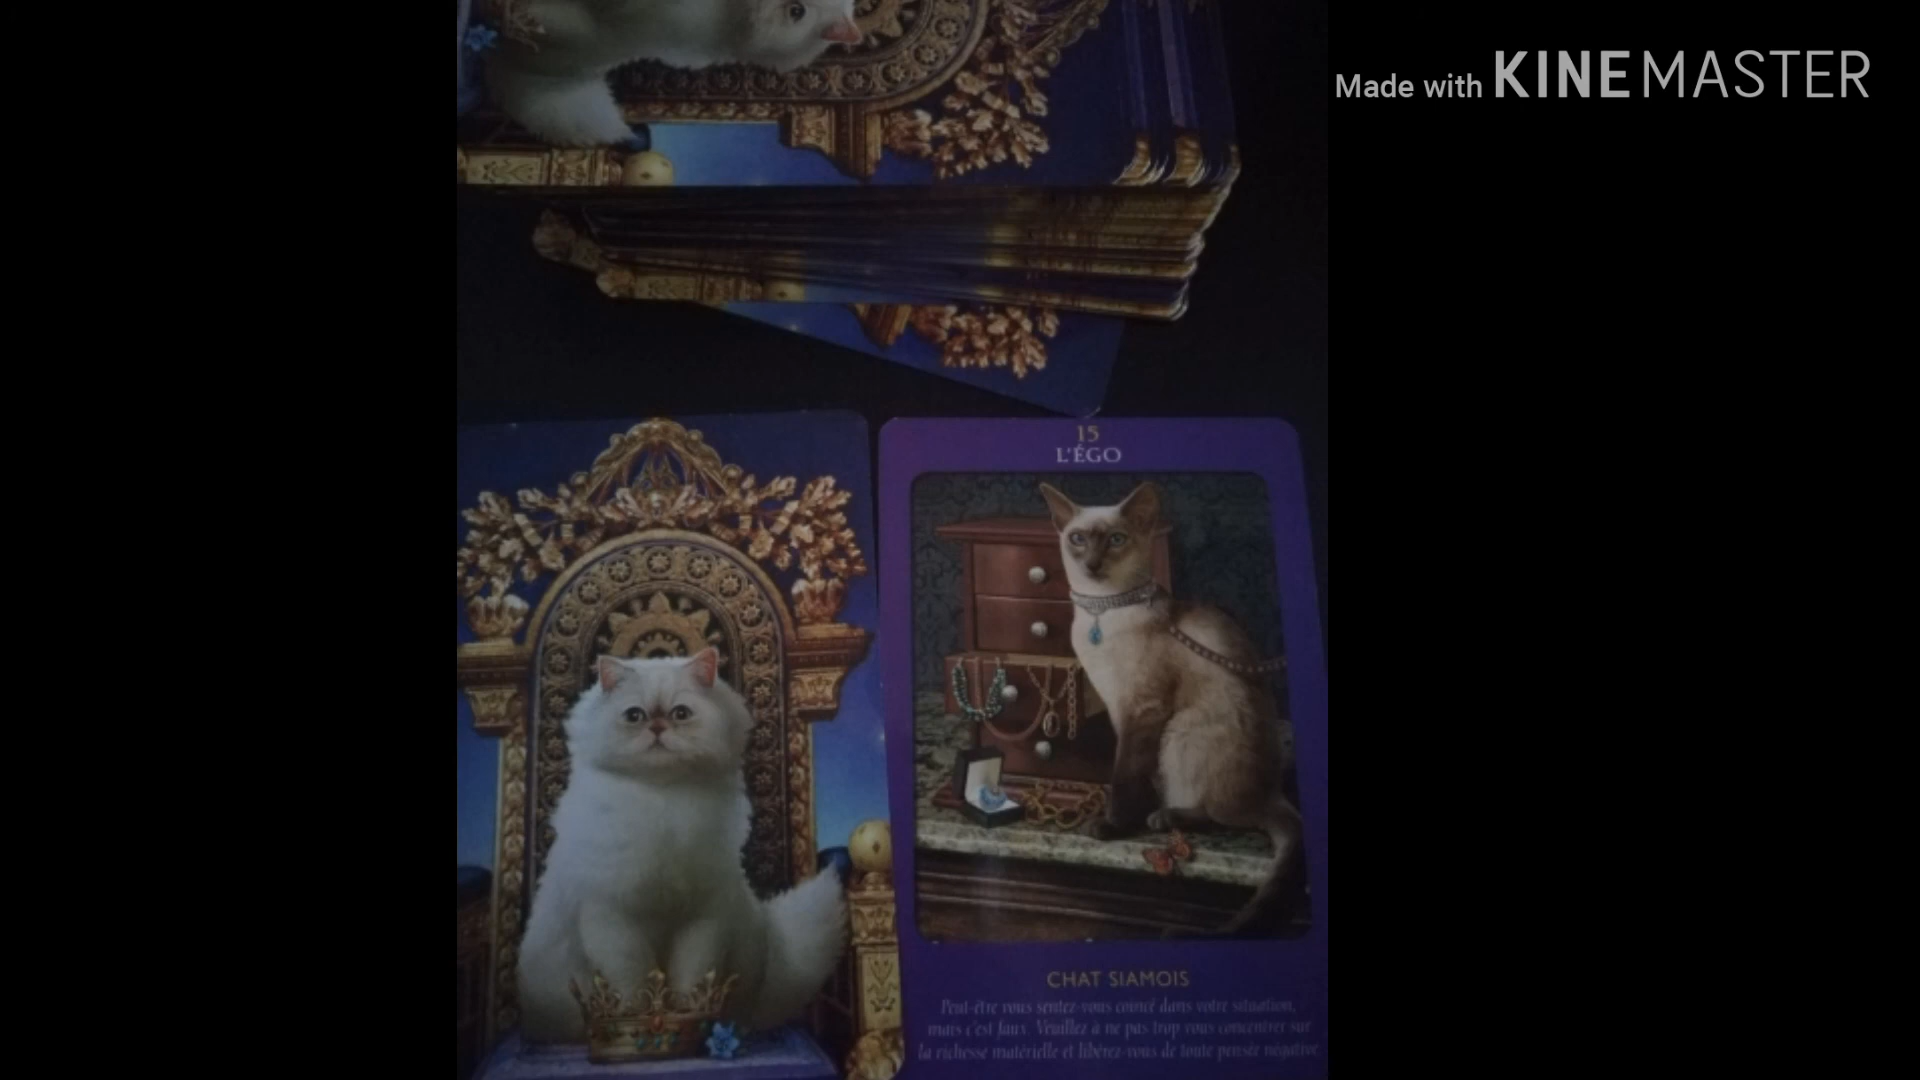 Made with KINEMASTER
15
L'ÉGO
CHAT SIAMOIS
Peut-être vous sentez-vous coincé dans votre situation,
mais c'est faux. Veuillez à ne pas trop vous concentrer sur
la richesse matérielle et libérez-vous de toute pensée négative